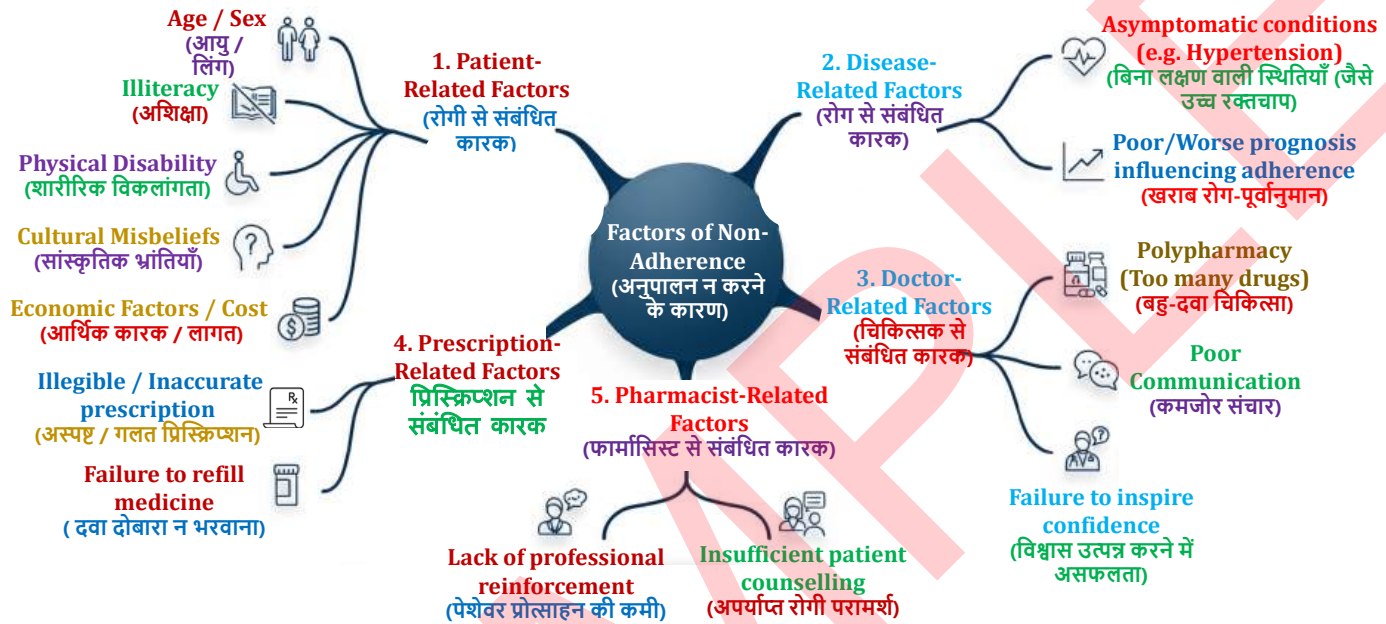 Age / Sex
(आयु /
लिंग)
Illiteracy
(अशिक्षा)
Physical Disability
(शारीरिक विकलांगता)
Cultural Misbeliefs
(सांस्कृतिक भ्रांतियाँ)
Economic Factors / Cost
(आर्थिक कारक / लागत)
1. Patient-
Related Factors
(रोगी से संबंधित
कारक)
2. Disease-
Related Factors
(रोग से संबंधित
कारक)
Asymptomatic conditions
(e.g. Hypertension)
(बिना लक्षण वाली स्थितियाँ (जैसे
उच्च रक्तचाप)
Poor/Worse prognosis
influencing adherence
(खराब रोग-पूर्वानुमान)
Factors of Non-
Adherence
(अनुपालन न करने
के कारण)
3. Doctor-
Related Factors
(चिकित्सक से
संबंधित कारक)
Polypharmacy
(Too many drugs)
(बहु-दवा चिकित्सा)
Poor
Communication
(कमजोर संचार)
Failure to inspire
confidence
(विश्वास उत्पन्न करने में
असफलता)
4. Prescription-
Related Factors
प्रिस्क्रिप्शन से
संबंधित कारक
Illegible / Inaccurate
prescription
(अस्पष्ट / गलत प्रिस्क्रिप्शन)
Failure to refill
medicine
( दवा दोबारा न भरवाना)
5. Pharmacist-Related
Factors
(फार्मासिस्ट से संबंधित कारक)
Lack of professional
reinforcement
(पेशेवर प्रोत्साहन की कमी)
Insufficient patient
counselling
(अपर्याप्त रोगी परामर्श)